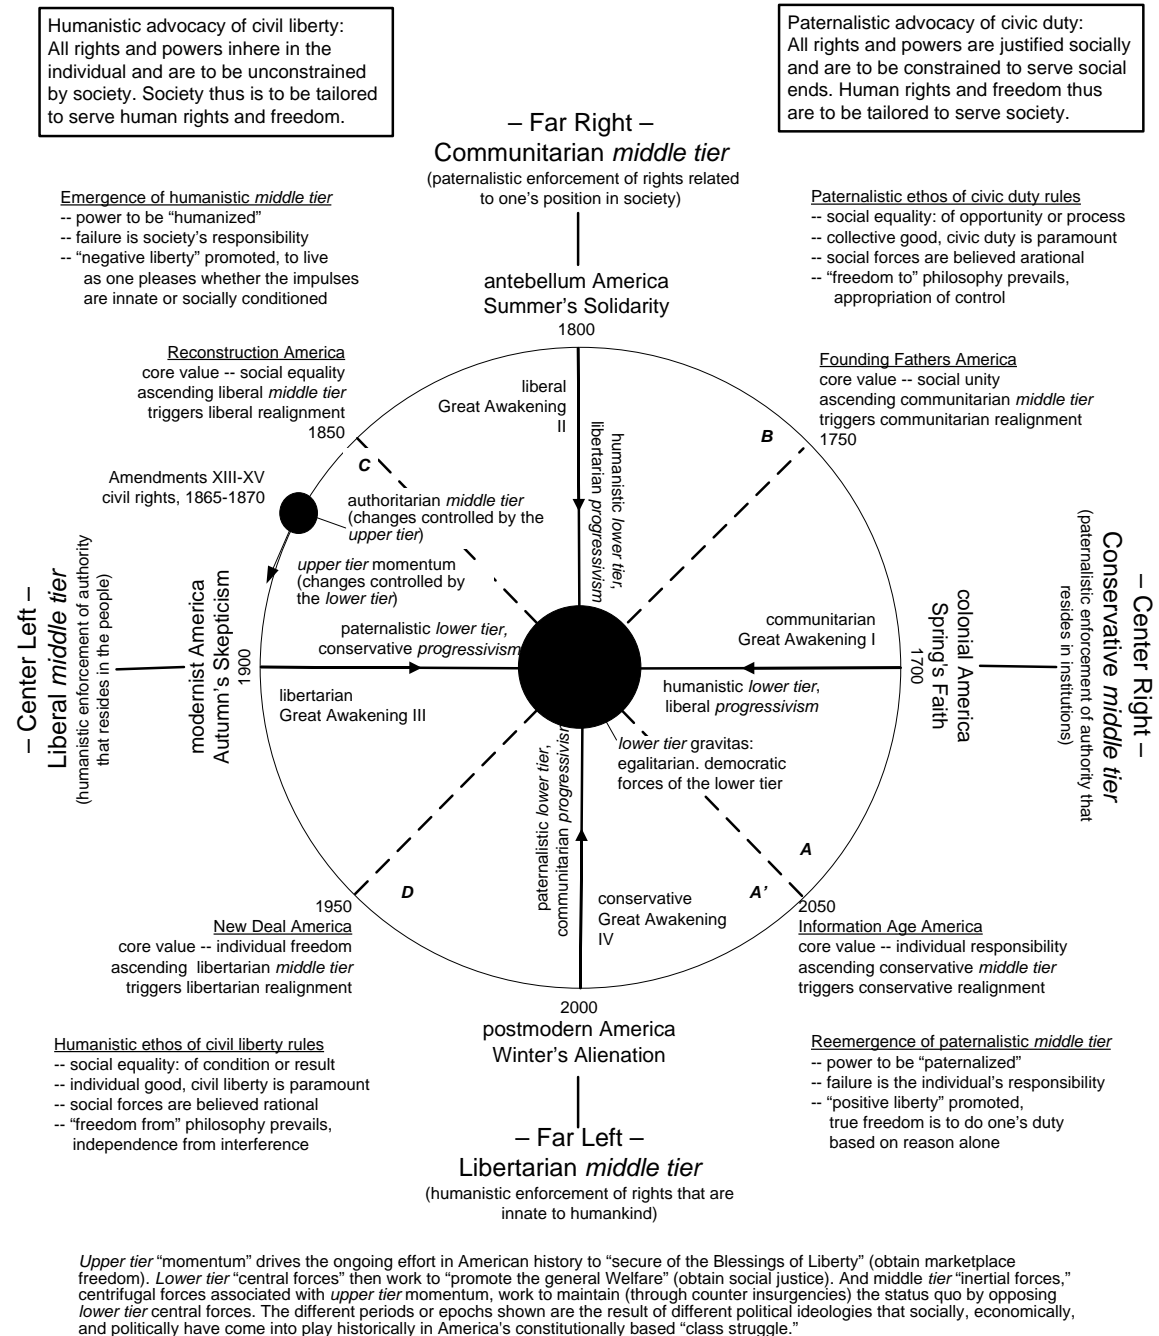 Humanistic advocacy of civil liberty:
All rights and powers inhere in the
individual and are to be unconstrained
by society. Society thus is to be tailored
to serve human rights and freedom.
Paternalistic advocacy of civic duty:
All rights and powers are justified socially
and are to be constrained to serve social
ends. Human rights and freedom thus
are to be tailored to serve society.
– Far Right –
Communitarian middle tier
(paternalistic enforcement of rights related
to one's position in society)
Emergence of humanistic middle tier
-- power to be “humanized”
-- failure is society's responsibility
-- “negative liberty” promoted, to live
as one pleases whether the impulses
are innate or socially conditioned
Paternalistic ethos of civic duty rules
-- social equality: of opportunity or process
-- collective good, civic duty is paramount
-- social forces are believed arational
-- “freedom to” philosophy prevails,
appropriation of control
antebellum America
Summer's Solidarity
1800
Reconstruction America
core value -- social equality
ascending liberal middle tier
triggers liberal realignment
1850
Founding Fathers America
core value -- social unity
ascending communitarian middle tier
triggers communitarian realignment
1750
liberal
Great Awakening
II
humanistic lower tier,
libertarian progressivism
B
C
Amendments XIII-XV
civil rights, 1865-1870
authoritarian middle tier
(changes controlled by the
upper tier)
upper tier momentum
(changes controlled by
the lower tier)
– Center Left –
Liberal middle tier
(humanistic enforcement of authority
that resides in the people)
modernist America
Autumn's Skepticism
1900
paternalistic lower tier,
conservative progressivism
libertarian
Great Awakening III
communitarian
Great Awakening I
humanistic lower tier,
liberal progressivism
1700
colonial America
Spring's Faith
– Center Right –
Conservative middle tier
(paternalistic enforcement of authority that
resides in institutions)
lower tier gravitas:
egalitarian. democratic
forces of the lower tier
paternalistic lower tier,
communitarian progressivism
A
A'
D
conservative
Great Awakening
IV
1950
New Deal America
core value -- individual freedom
ascending libertarian middle tier
triggers libertarian realignment
2050
Information Age America
core value -- individual responsibility
ascending conservative middle tier
triggers conservative realignment
2000
postmodern America
Winter's Alienation
Humanistic ethos of civil liberty rules
-- social equality: of condition or result
-- individual good, civil liberty is paramount
-- social forces are believed rational
-- “freedom from” philosophy prevails,
independence from interference
Reemergence of paternalistic middle tier
-- power to be “paternalized”
-- failure is the individual's responsibility
-- “positive liberty” promoted,
true freedom is to do one's duty
based on reason alone
– Far Left –
Libertarian middle tier
(humanistic enforcement of rights that are
innate to humankind)
Upper tier “momentum” drives the ongoing effort in American history to “secure of the Blessings of Liberty” (obtain marketplace
freedom). Lower tier “central forces” then work to “promote the general Welfare” (obtain social justice). And middle tier “inertial forces,”
centrifugal forces associated with upper tier momentum, work to maintain (through counter insurgencies) the status quo by opposing
lower tier central forces. The different periods or epochs shown are the result of different political ideologies that socially, economically,
and politically have come into play historically in America's constitutionally based “class struggle.”